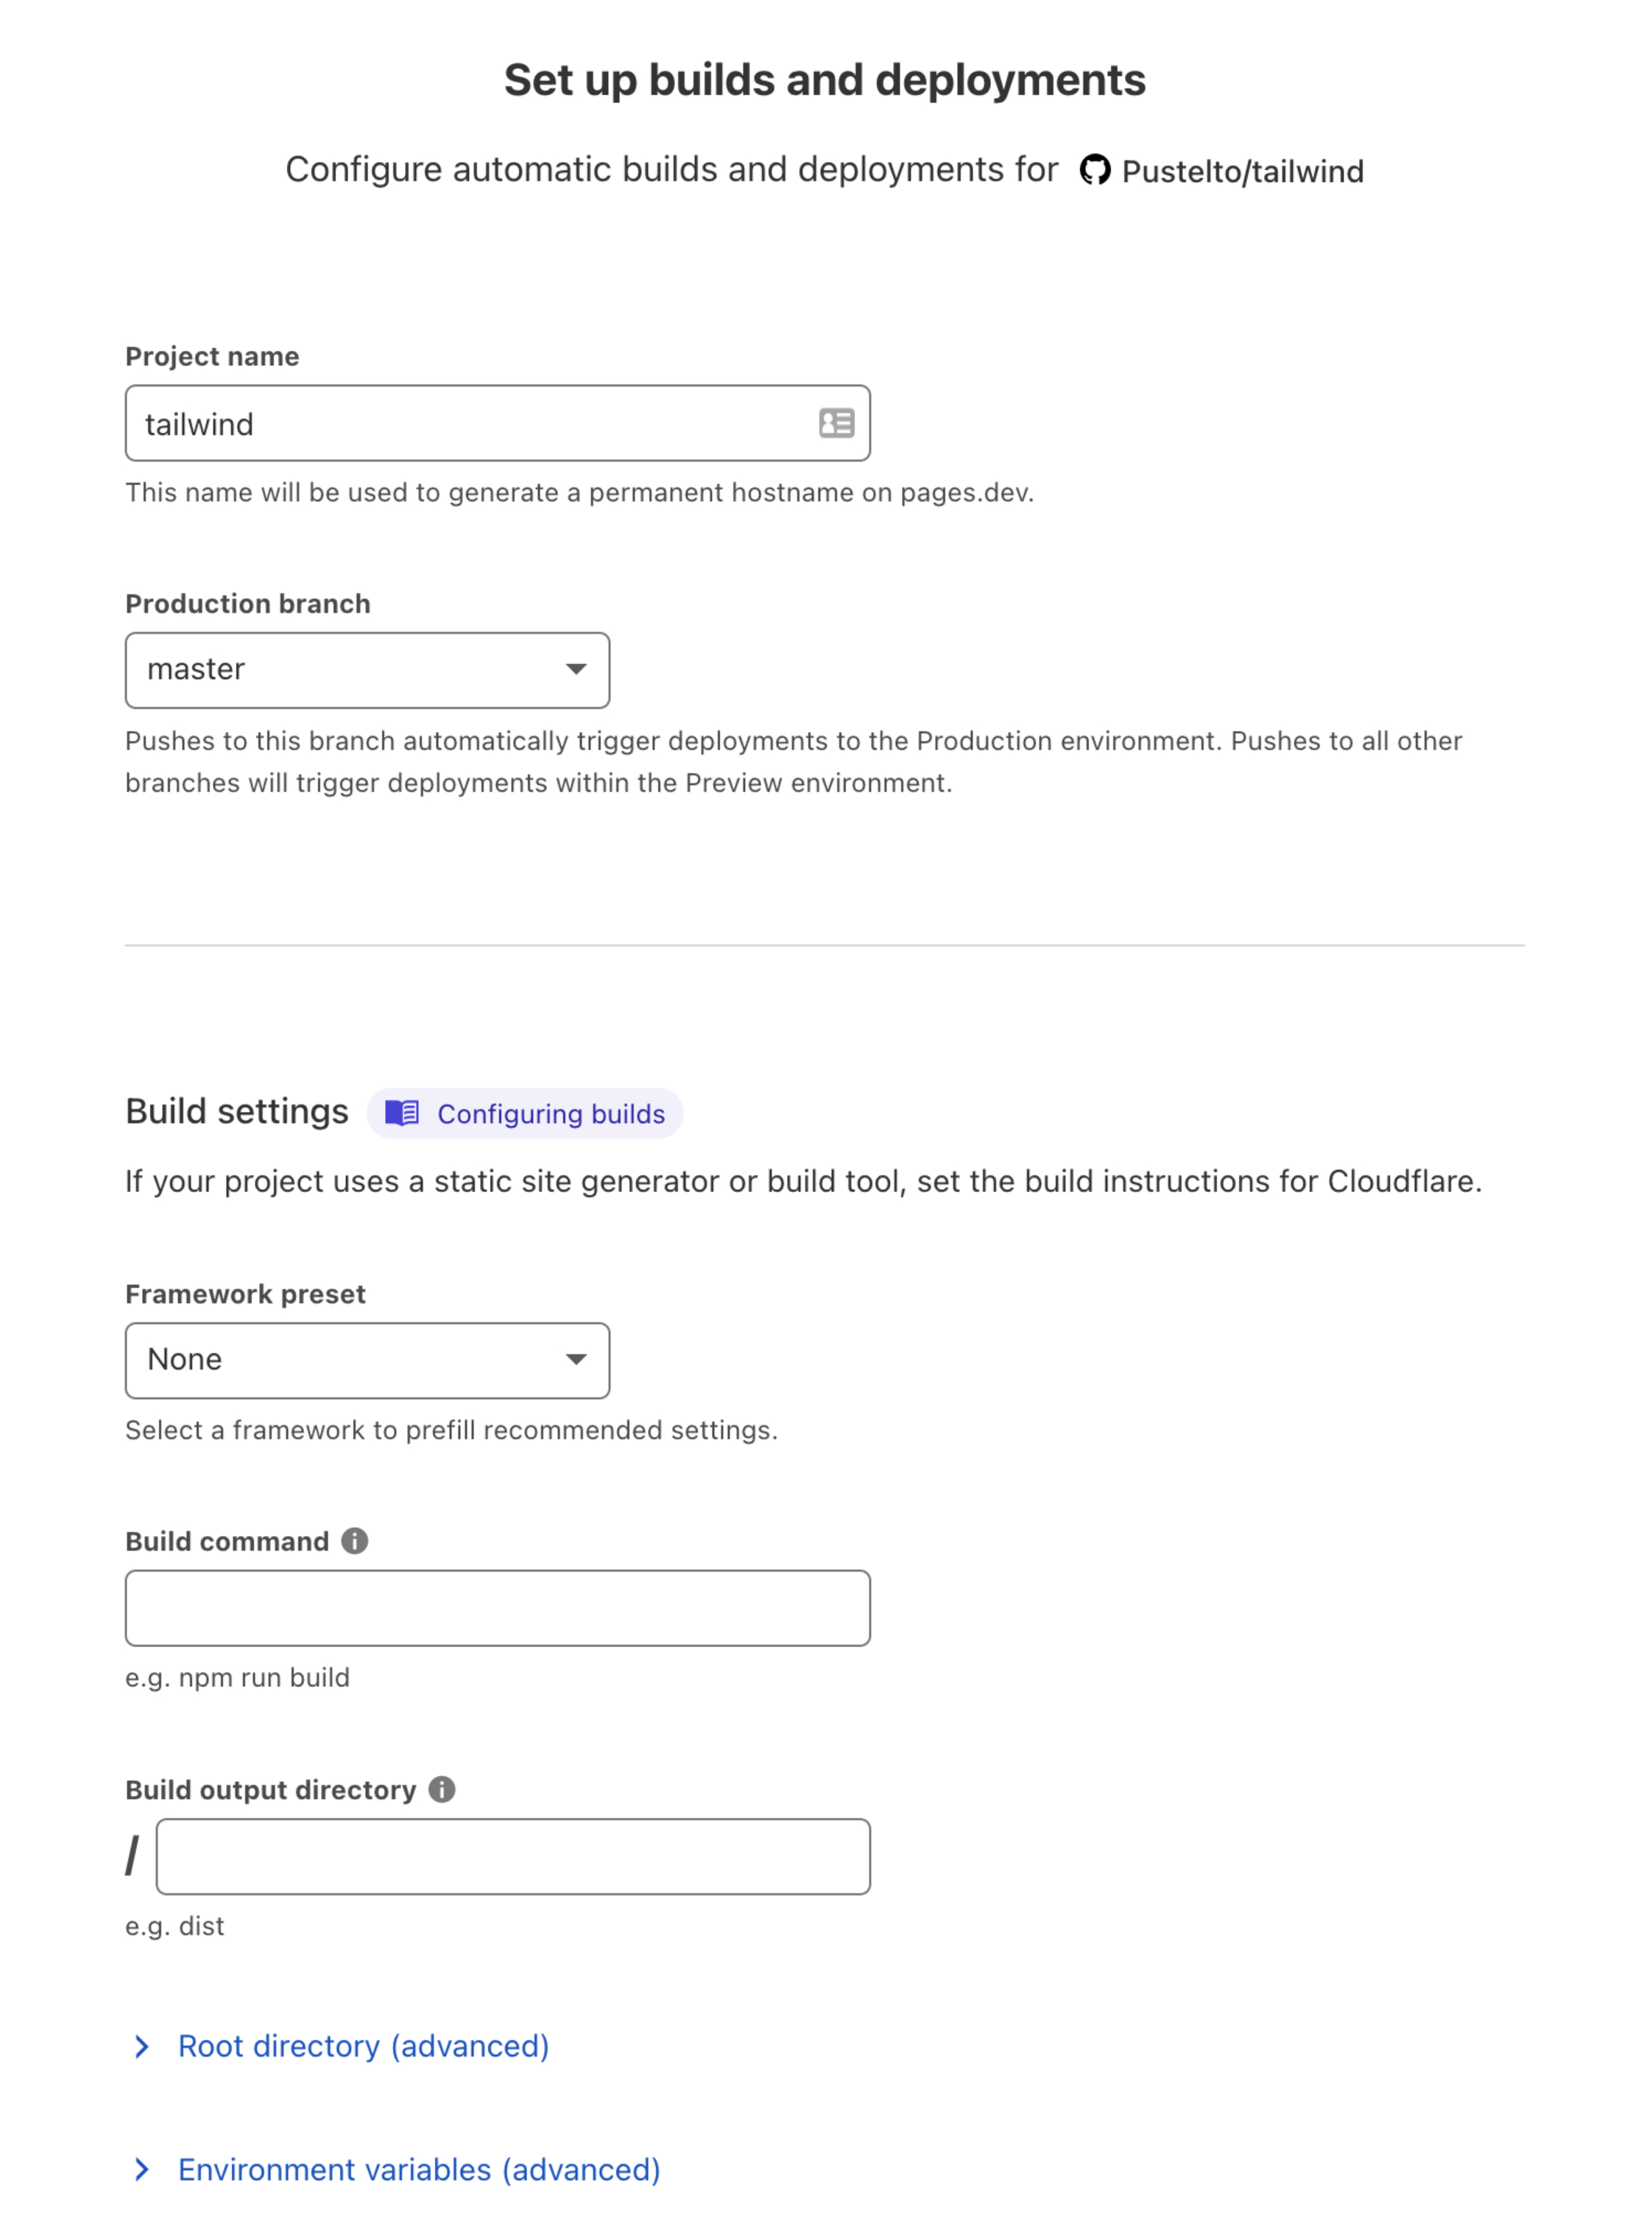 Set up builds and deployments
Configure automatic builds and deployments for Pustelto/tailwind
Project name
tailwind
This name will be used to generate a permanent hostname on pages.dev.
Production branch
master
Pushes to this branch automatically trigger deployments to the Production environment. Pushes to all other
branches will trigger deployments within the Preview environment.
Build settings Configuring builds
If your project uses a static site generator or build tool, set the build instructions for Cloudflare.
Framework preset
None
Select a framework to prefill recommended settings.
Build command
e.g. npm run build
Build output directory
/
e.g. dist
Root directory (advanced)
Environment variables (advanced)